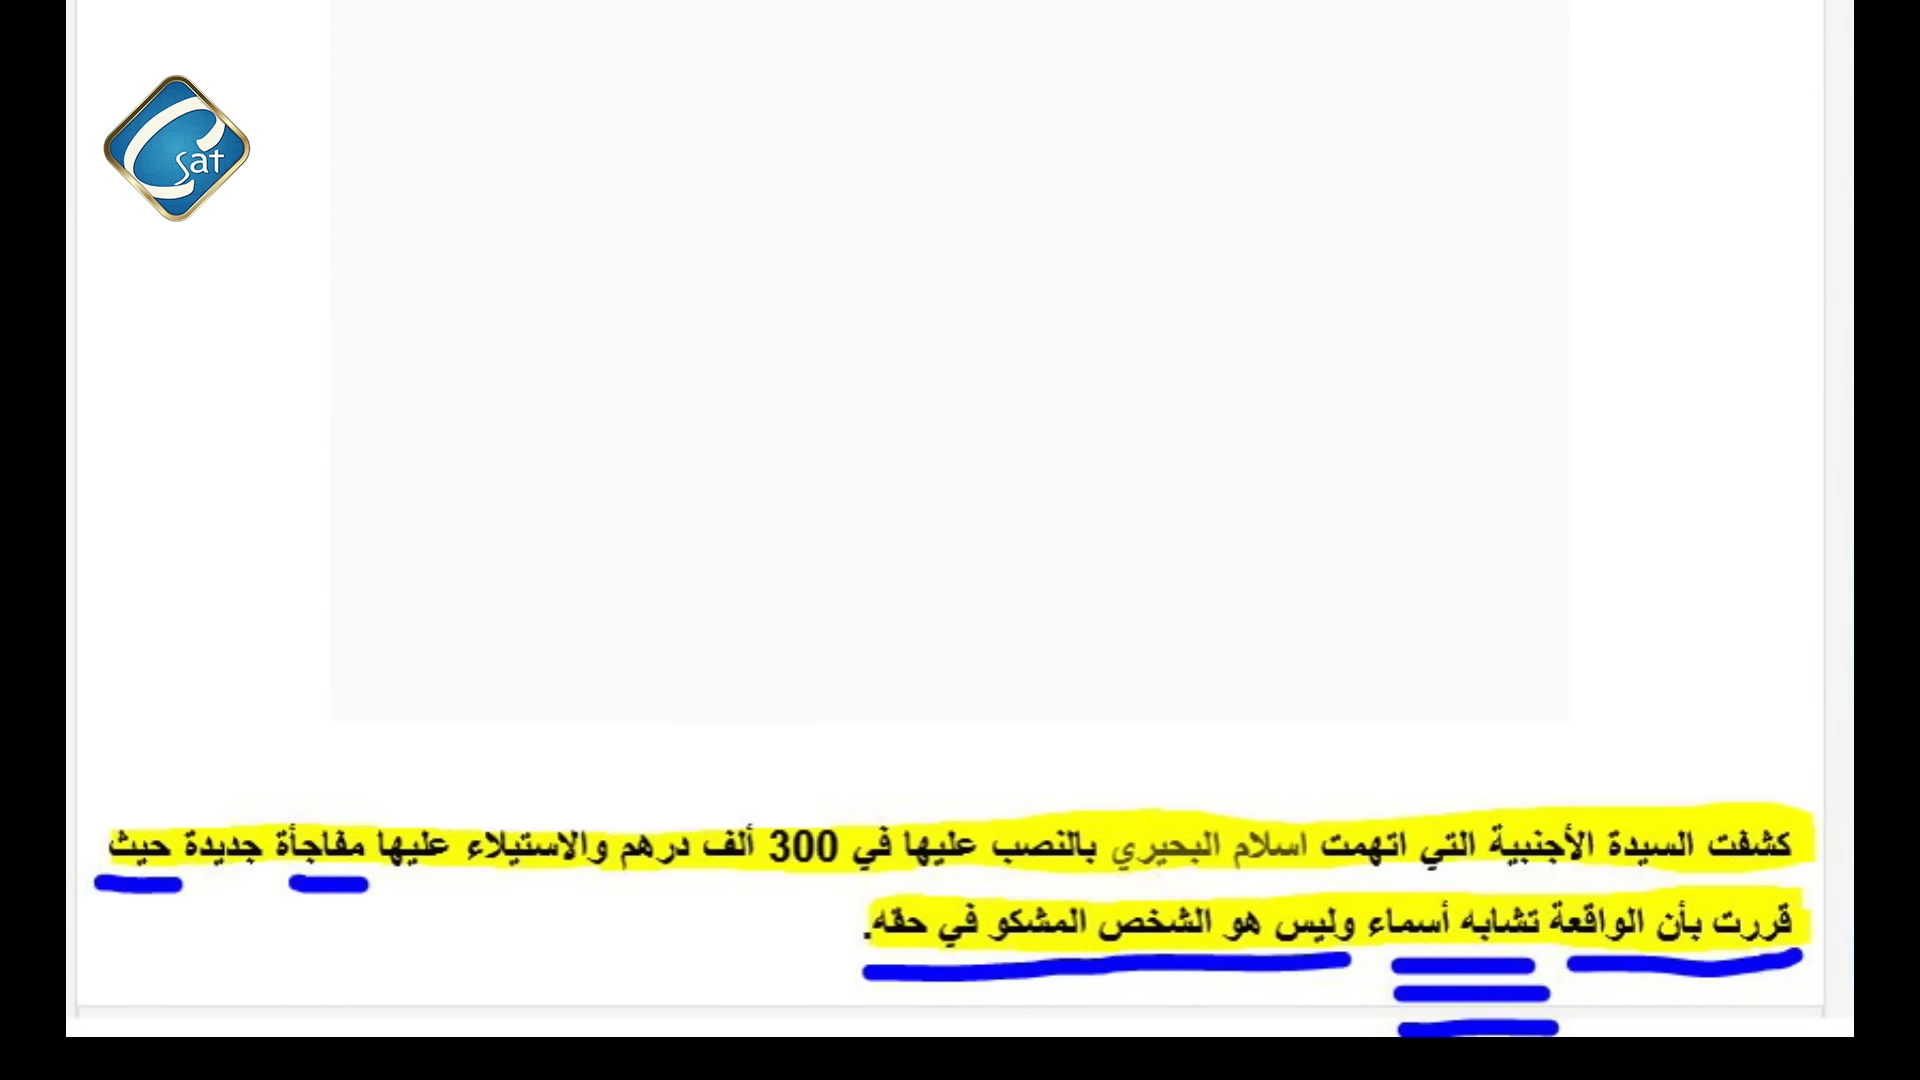 C sat
كشفت السيدة الأجنبية التي اتهمت اسلام البحيري بالنصب عليها في 300 ألف درهم والاستيلاء عليها مفاجأة جديدة حيث
قررت بأن الواقعة تشابه أسماء وليس هو الشخص المشكو في حقه.